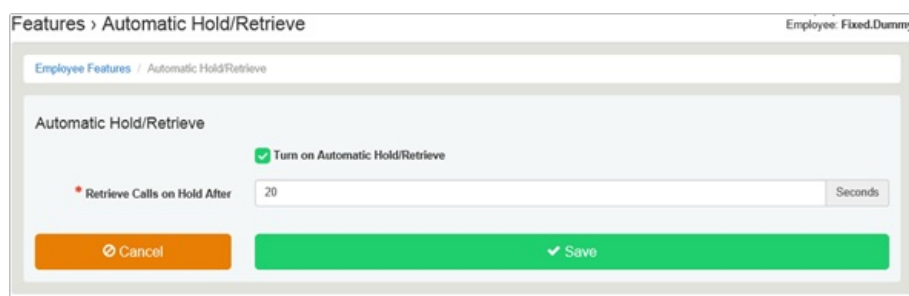 Features › Automatic Hold/Retrieve
Employee: Fixed.Dummy
Employee Features / Automatic Hold/Retrieve
Automatic Hold/Retrieve
Turn on Automatic Hold/Retrieve
* Retrieve Calls on Hold After 20 Seconds
Cancel Save